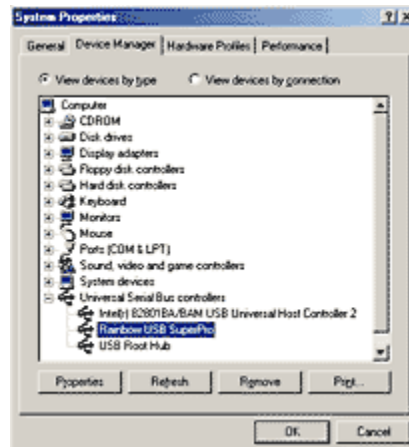 System Properties
General Device Manager Hardware Profiles Performance
View devices by type View devices by connection
Computer
CDROM
Disk drives
Display adapters
Floppy disk controllers
Hard disk controllers
Keyboard
Monitors
Mouse
Ports (COM & LPT)
Sound, video and game controllers
System devices
Universal Serial Bus controllers
Intel(r) 82801BA/BAM USB Universal Host Controller 2
Rainbow USB SuperPro
USB Root Hub
Properties Refresh Remove Print...
OK Cancel